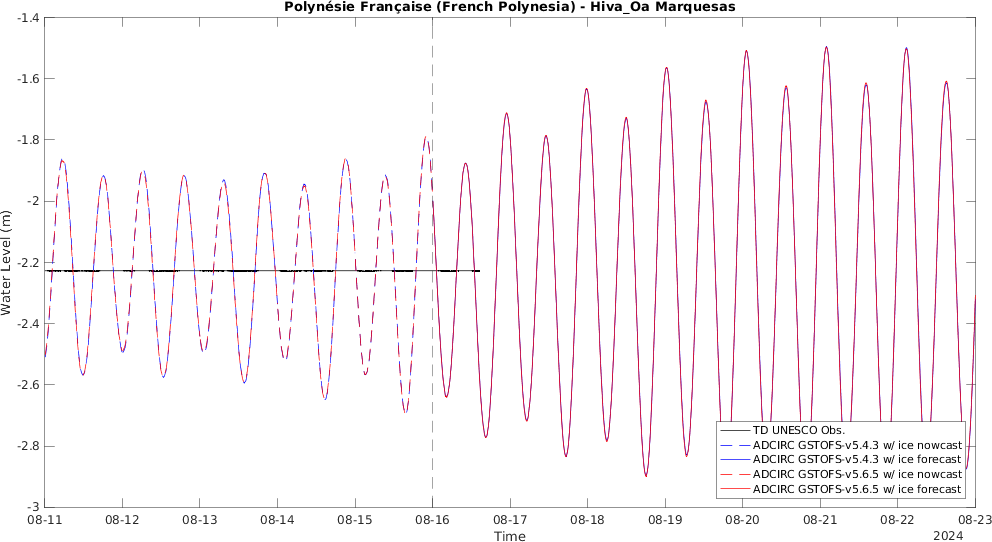 Polynésie Française (French Polynesia) - Hiva_Oa Marquesas
-1.4
-1.6
-1.8
-2
-2.2
-2.4
-2.6
-2.8
-3
Water Level (m)
TD UNESCO Obs.
ADCIRC GSTOFS-v5.4.3 w/ ice nowcast
ADCIRC GSTOFS-v5.4.3 w/ ice forecast
ADCIRC GSTOFS-v5.6.5 w/ ice nowcast
ADCIRC GSTOFS-v5.6.5 w/ ice forecast
08-11 08-12 08-13 08-14 08-15 08-16 08-17 08-18 08-19 08-20 08-21 08-22 08-23
Time
2024